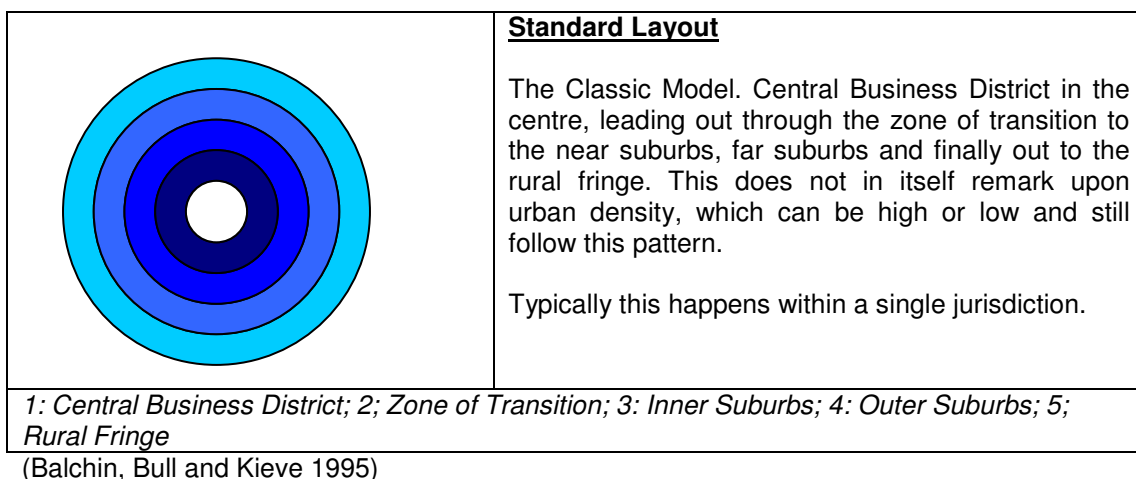 Standard Layout
The Classic Model. Central Business District in the
centre, leading out through the zone of transition to
the near suburbs, far suburbs and finally out to the
rural fringe. This does not in itself remark upon
urban density, which can be high or low and still
follow this pattern.
Typically this happens within a single jurisdiction.
1: Central Business District; 2; Zone of Transition; 3: Inner Suburbs; 4: Outer Suburbs; 5;
Rural Fringe
(Balchin, Bull and Kieve 1995)